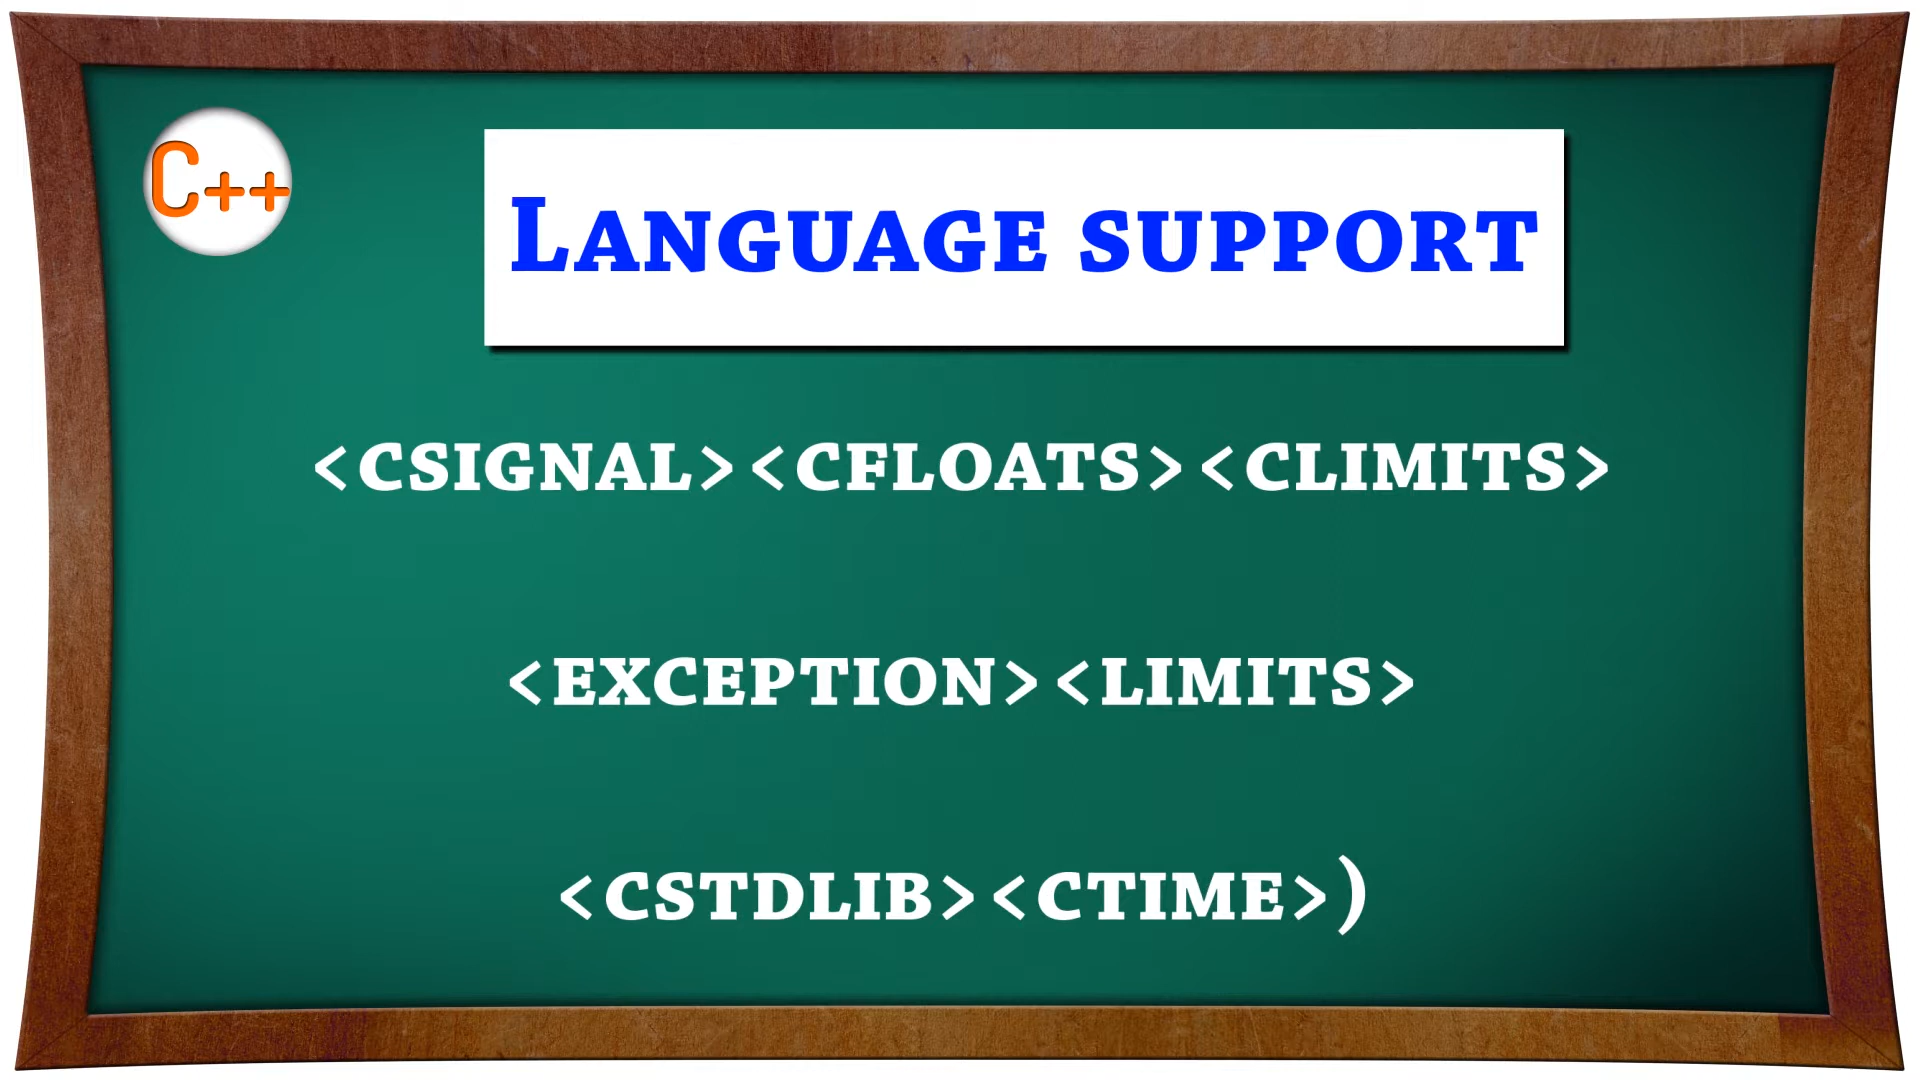 C++
LANGUAGE SUPPORT
<CSIGNAL><CFLOATS><CLIMITS>
<EXCEPTION><LIMITS>
<CSTDLIB><CTIME>)